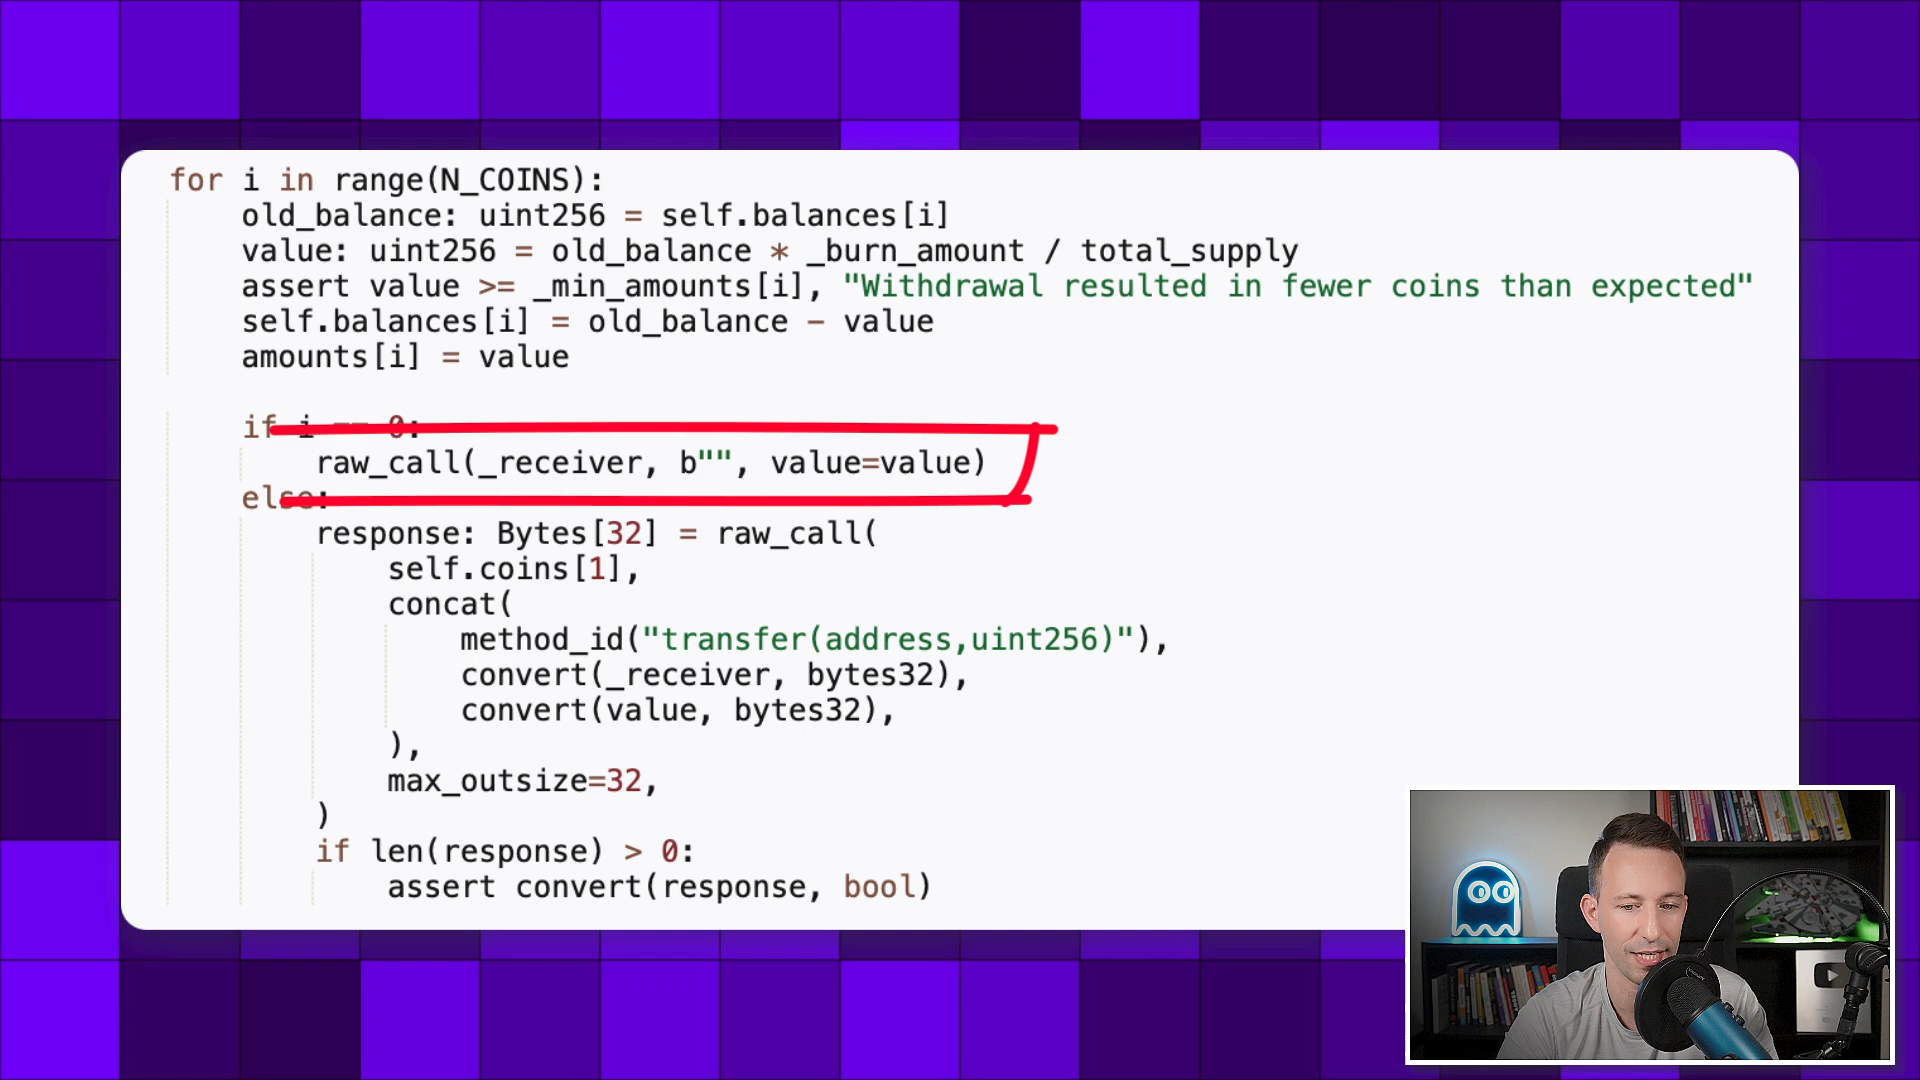 for i in range(N_COINS):
old_balance: uint256 = self.balances[i]
value: uint256 = old_balance * _burn_amount / total_supply
assert value >= _min_amounts[i], "Withdrawal resulted in fewer coins than expected"
self.balances[i] = old_balance - value
amounts[i] = value
if i == 0:
raw_call(_receiver, b"", value=value)
else:
response: Bytes[32] = raw_call(
self.coins[1],
concat(
method_id("transfer(address,uint256)"),
convert(_receiver, bytes32),
convert(value, bytes32),
),
max_outsize=32,
)
if len(response) > 0:
assert convert(response, bool)